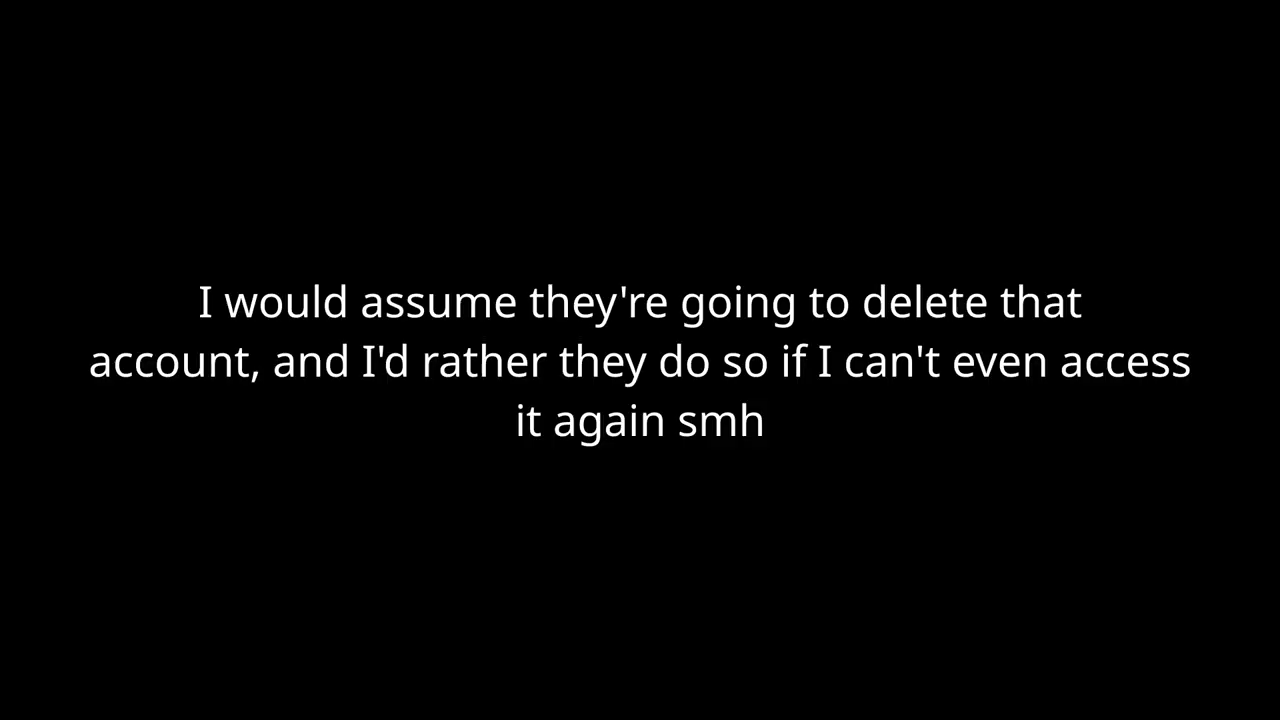 I would assume they're going to delete that
account, and I'd rather they do so if I can't even access
it again smh